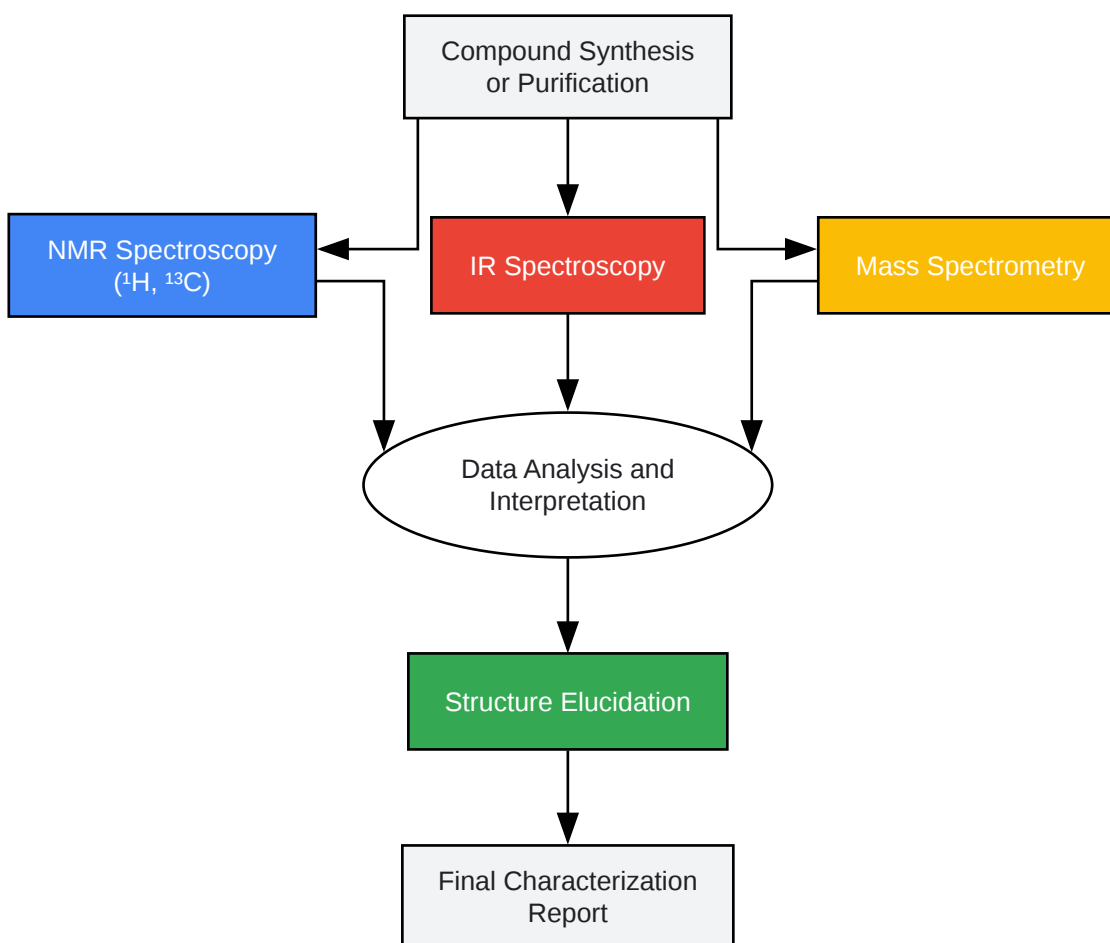 Compound Synthesis
or Purification
NMR Spectroscopy
(¹H, ¹³C)
IR Spectroscopy
Mass Spectrometry
Data Analysis and
Interpretation
Structure Elucidation
Final Characterization
Report